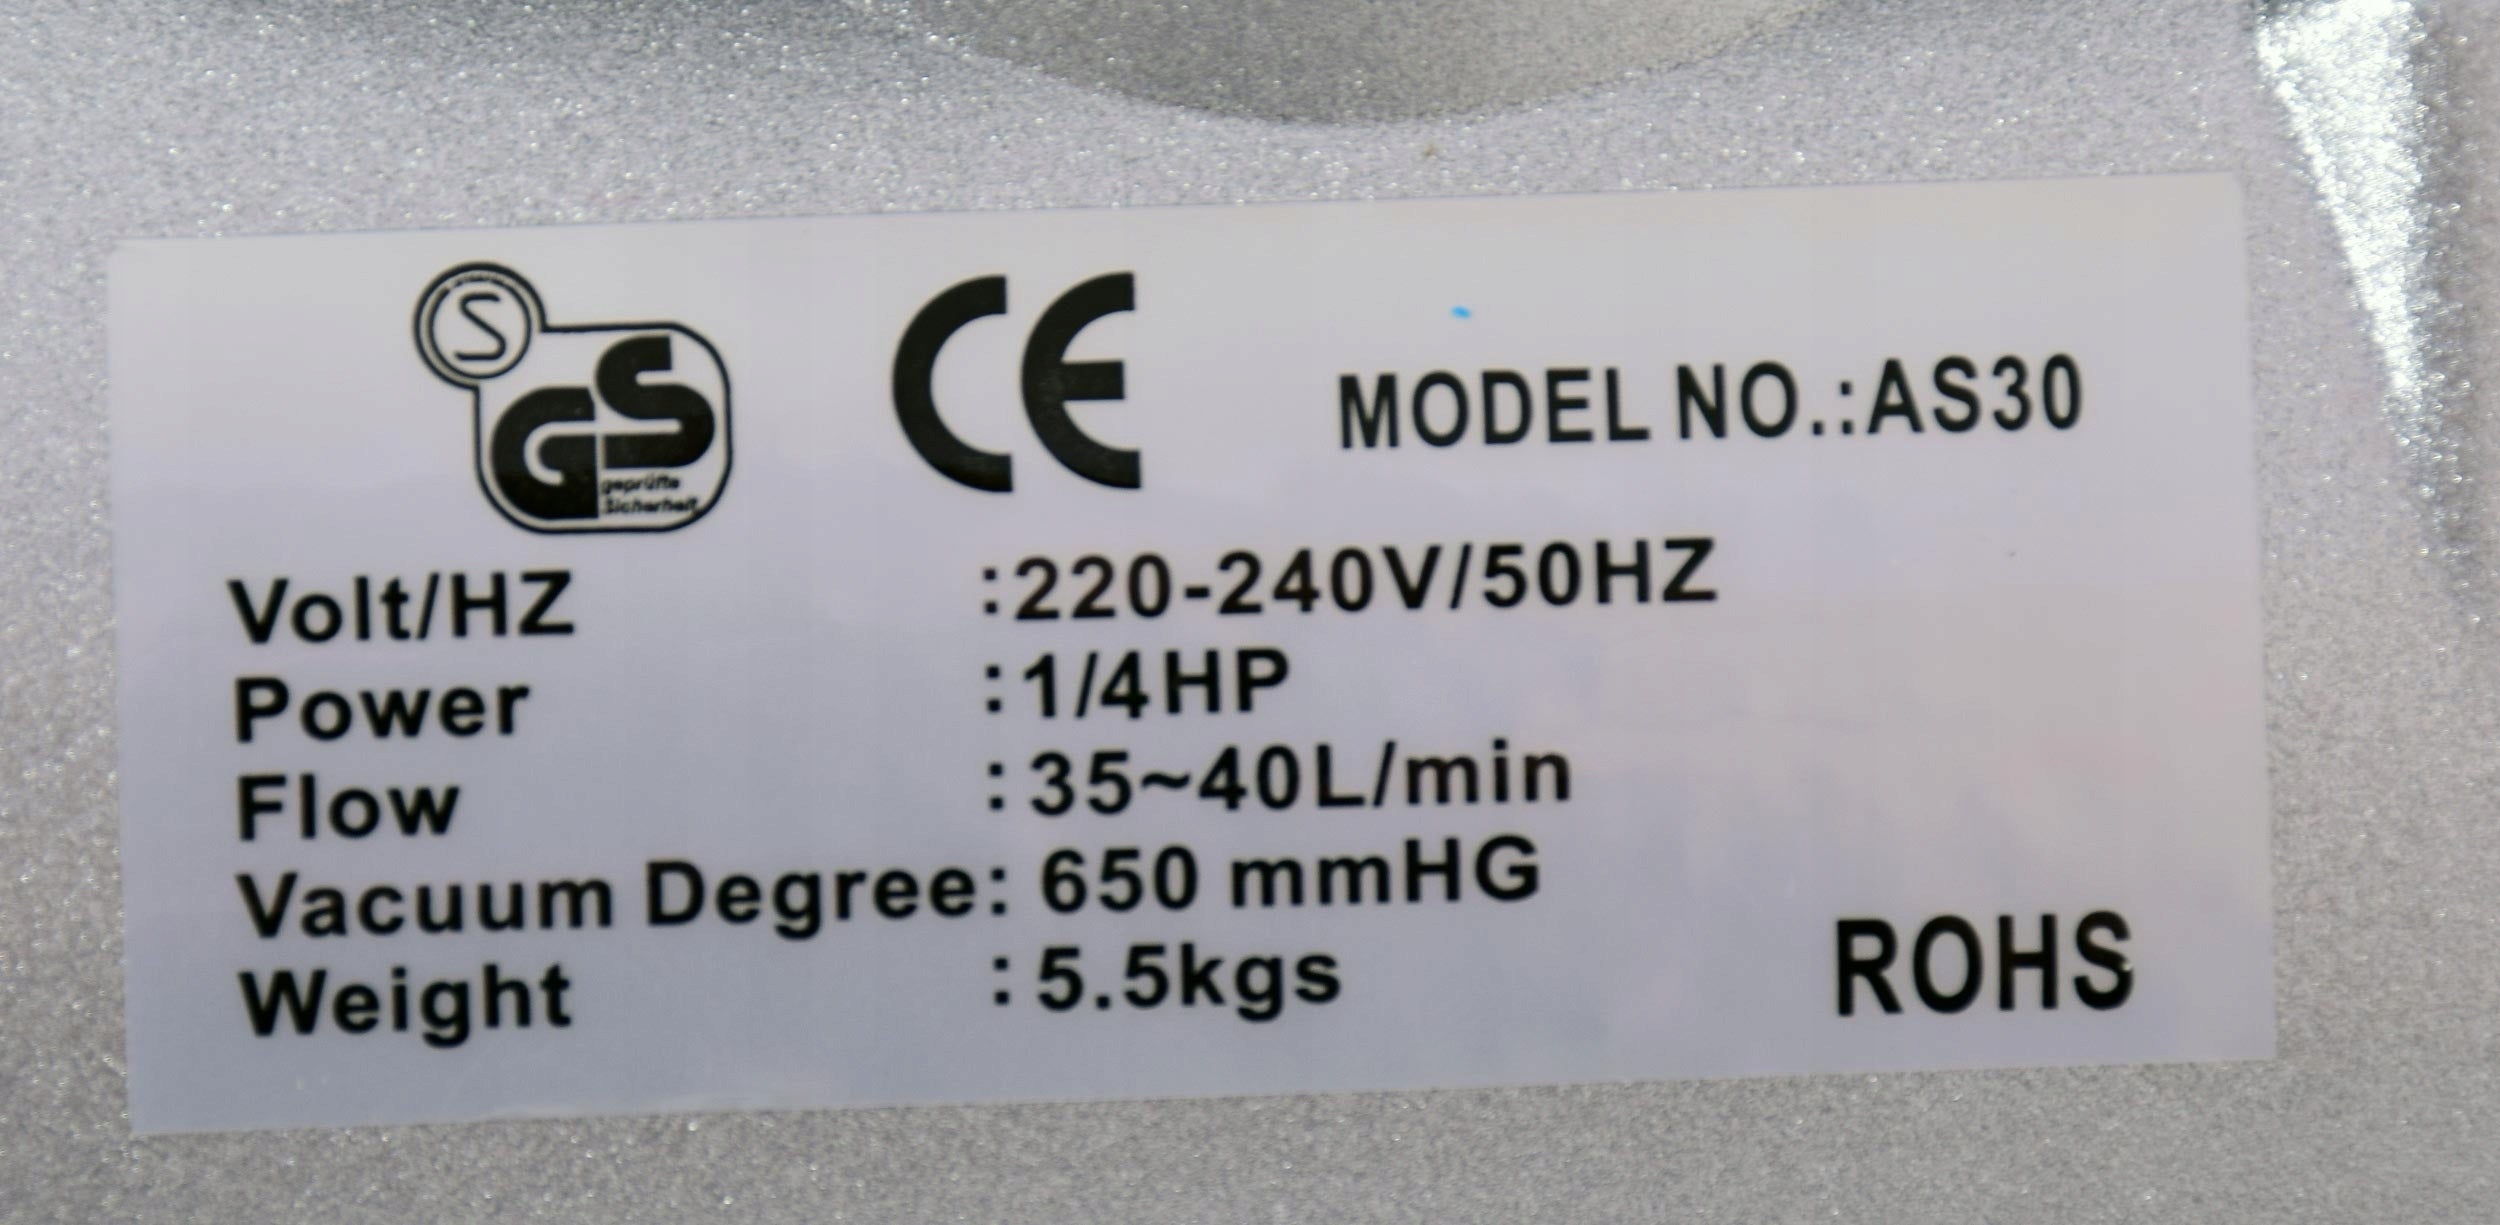 S
GS
geprüfte
Sicherheit
CE
MODEL NO.:AS30
Volt/HZ :220-240V/50HZ
Power :1/4HP
Flow :35~40L/min
Vacuum Degree: 650 mmHG
Weight :5.5kgs
ROHS